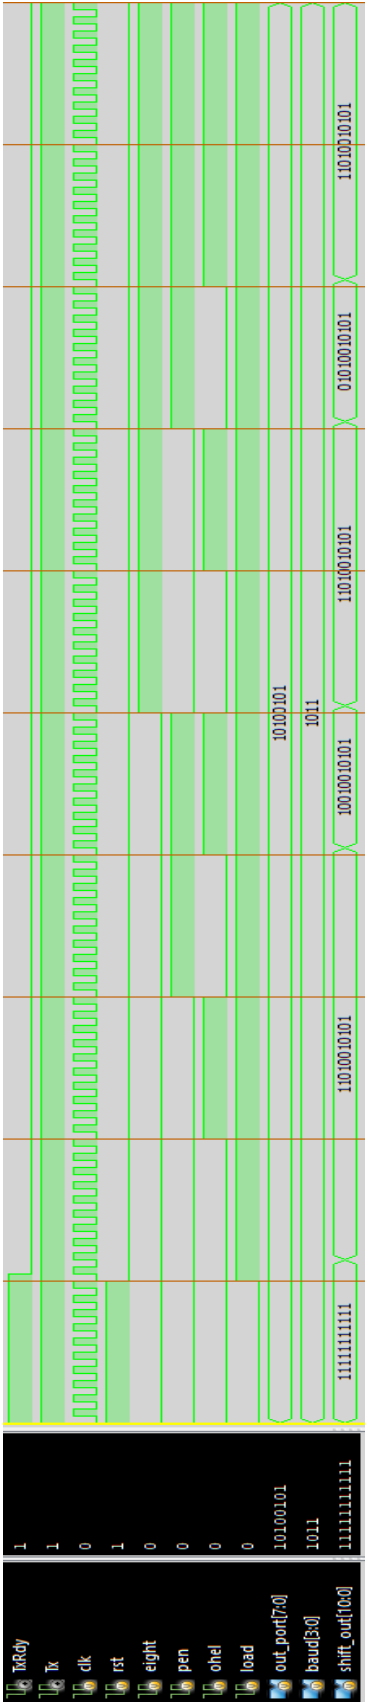 TxRdy 1
Tx 1
clk 0
rst 1
eight 0
pen 0
ohel 0
load 0
out_port[7:0] 10100101 10100101
baud[3:0] 1011 1011
shift_out[10:0] 11111111111 11111111111 11010010101 10010010101 11010010101 01010010101 11010010101